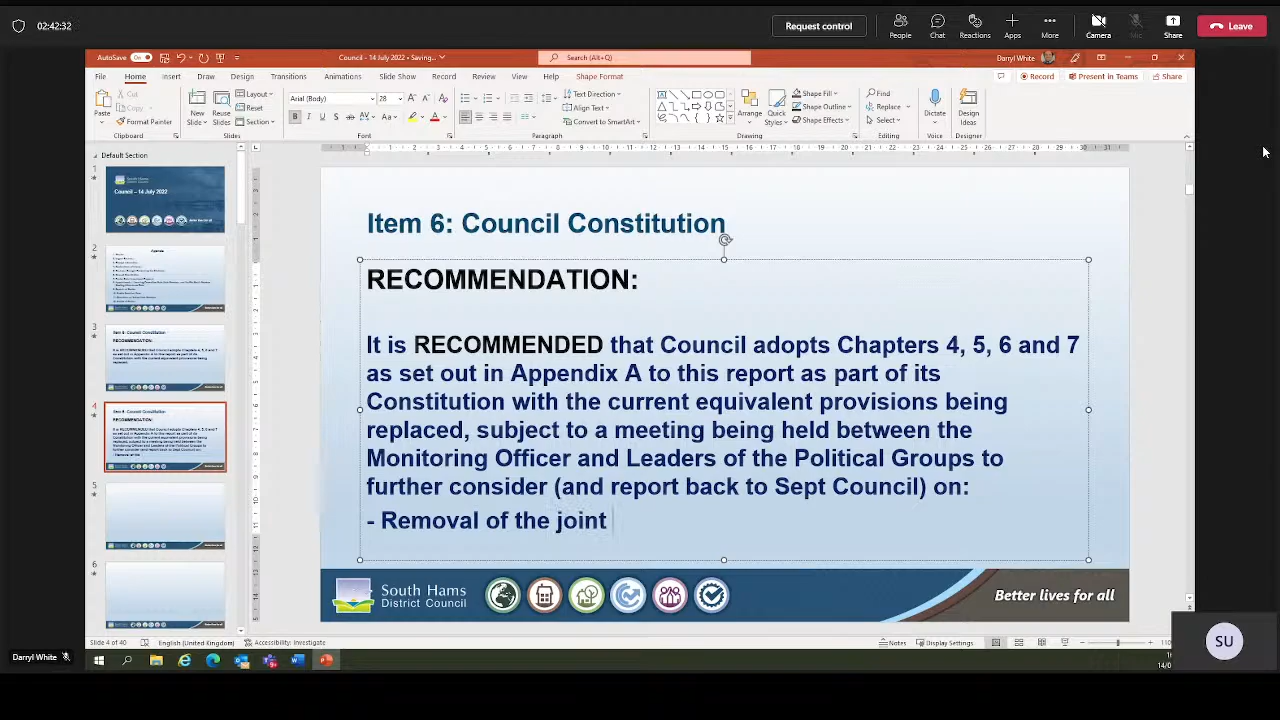 02:42:32
Request control
People
Chat
Reactions
Apps
More
Camera
Mic
Share
Leave
AutoSave
On
Council – 14 July 2022 • Saving...
Search (Alt+Q)
Darryl White
File
Home
Insert
Draw
Design
Transitions
Animations
Slide Show
Record
Review
View
Help
Shape Format
Record
Present in Teams
Share
Paste
Cut
Copy
Format Painter
Clipboard
New Slides
Reuse Slides
Layout
Reset
Section
Slides
Arial (Body)
28
Font
Text Direction
Align Text
Convert to SmartArt
Paragraph
Arrange
Quick Styles
Shape Fill
Shape Outline
Shape Effects
Drawing
Find
Replace
Select
Editing
Dictate
Voice
Design Ideas
Designer
Default Section
1
South Hams
Council – 14 July 2022
2
Agenda
3
Item 6: Council Constitution
RECOMMENDATION:
4
Item 6: Council Constitution
RECOMMENDATION:
5
6
Item 6: Council Constitution
RECOMMENDATION:
It is RECOMMENDED that Council adopts Chapters 4, 5, 6 and 7
as set out in Appendix A to this report as part of its
Constitution with the current equivalent provisions being
replaced, subject to a meeting being held between the
Monitoring Officer and Leaders of the Political Groups to
further consider (and report back to Sept Council) on:
- Removal of the joint
South Hams
District Council
Better lives for all
Slide 4 of 40
English (United Kingdom)
Accessibility: Investigate
Notes
Display Settings
Darryl White
SU